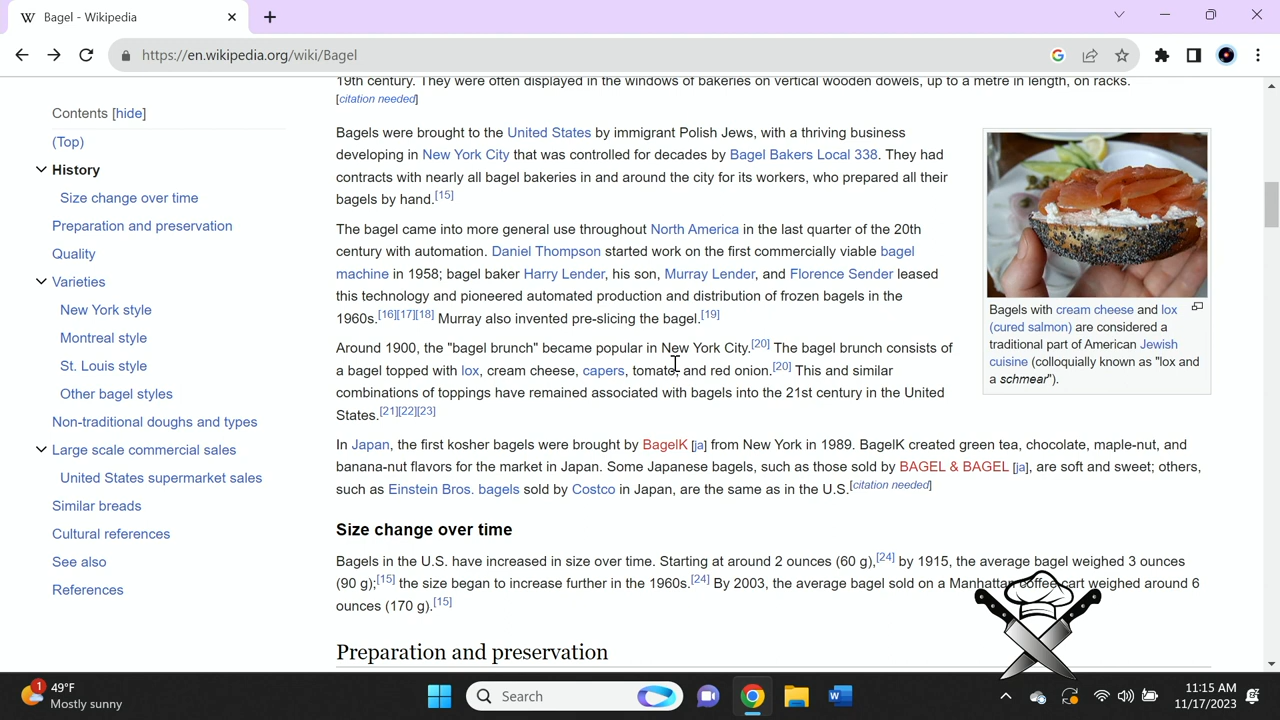 Bagel - Wikipedia
https://en.wikipedia.org/wiki/Bagel
19th century. They were often displayed in the windows of bakeries on vertical wooden dowels, up to a metre in length, on racks.
[citation needed]
Contents [hide]
(Top)
History
Size change over time
Preparation and preservation
Quality
Varieties
New York style
Montreal style
St. Louis style
Other bagel styles
Non-traditional doughs and types
Large scale commercial sales
United States supermarket sales
Similar breads
Cultural references
See also
References
Bagels were brought to the United States by immigrant Polish Jews, with a thriving business
developing in New York City that was controlled for decades by Bagel Bakers Local 338. They had
contracts with nearly all bagel bakeries in and around the city for its workers, who prepared all their
bagels by hand.[15]
The bagel came into more general use throughout North America in the last quarter of the 20th
century with automation. Daniel Thompson started work on the first commercially viable bagel
machine in 1958; bagel baker Harry Lender, his son, Murray Lender, and Florence Sender leased
this technology and pioneered automated production and distribution of frozen bagels in the
1960s.[16][17][18] Murray also invented pre-slicing the bagel.[19]
Around 1900, the "bagel brunch" became popular in New York City.[20] The bagel brunch consists of
a bagel topped with lox, cream cheese, capers, tomato, and red onion.[20] This and similar
combinations of toppings have remained associated with bagels into the 21st century in the United
States.[21][22][23]
Bagels with cream cheese and lox
(cured salmon) are considered a
traditional part of American Jewish
cuisine (colloquially known as "lox and
a schmear").
In Japan, the first kosher bagels were brought by BagelK [ja] from New York in 1989. BagelK created green tea, chocolate, maple-nut, and
banana-nut flavors for the market in Japan. Some Japanese bagels, such as those sold by BAGEL & BAGEL [ja], are soft and sweet; others,
such as Einstein Bros. bagels sold by Costco in Japan, are the same as in the U.S.[citation needed]
Size change over time
Bagels in the U.S. have increased in size over time. Starting at around 2 ounces (60 g),[24] by 1915, the average bagel weighed 3 ounces
(90 g);[15] the size began to increase further in the 1960s.[24] By 2003, the average bagel sold on a Manhattan coffee cart weighed around 6
ounces (170 g).[15]
Preparation and preservation
1
49°F
Mostly sunny
Search
11:15 AM
11/17/2023